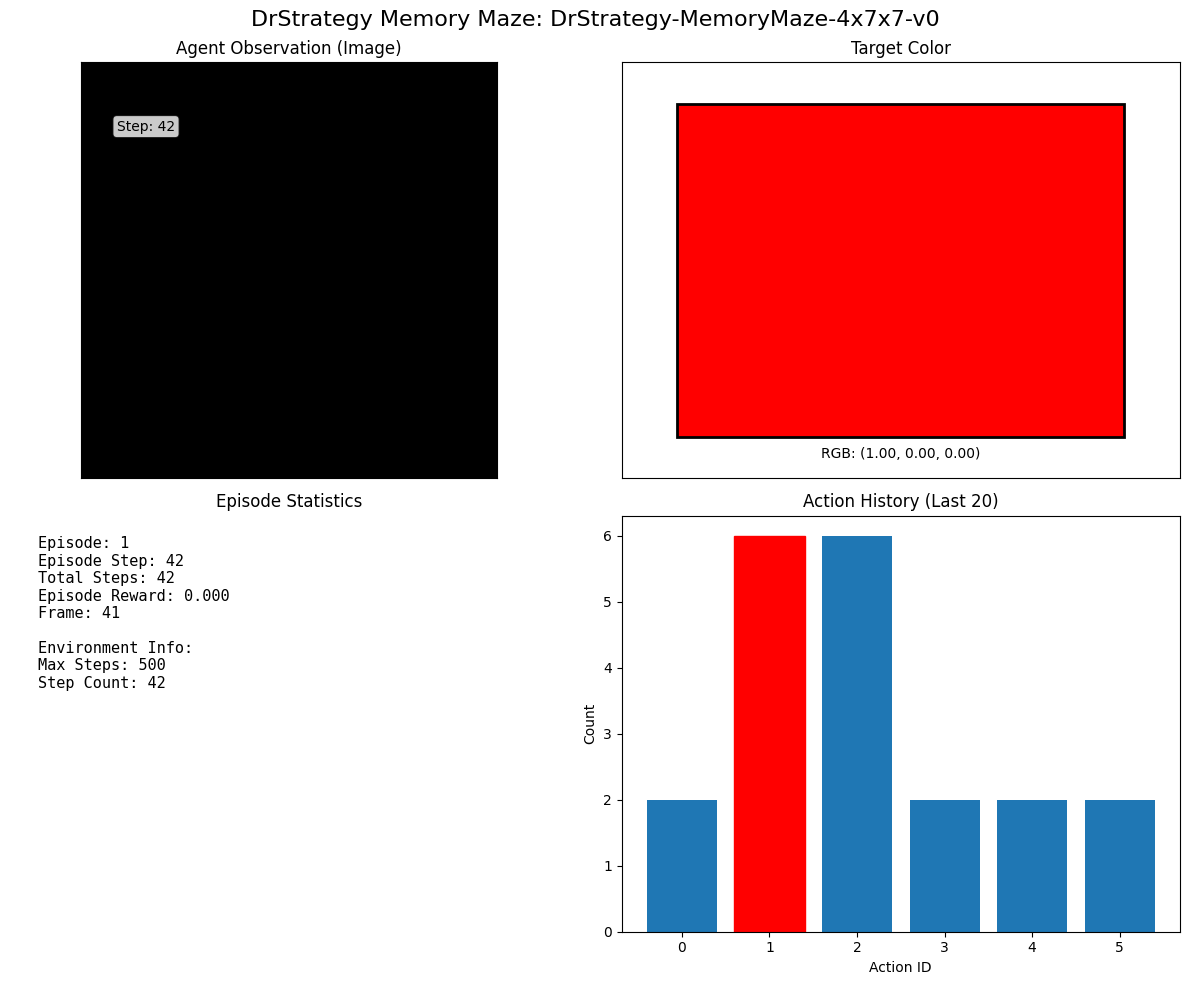 DrStrategy Memory Maze: DrStrategy-MemoryMaze-4x7x7-v0
Agent Observation (Image)
Step: 42
Target Color
RGB: (1.00, 0.00, 0.00)
Episode Statistics
Episode: 1
Episode Step: 42
Total Steps: 42
Episode Reward: 0.000
Frame: 41
Environment Info:
Max Steps: 500
Step Count: 42
Action History (Last 20)
Count
6
5
4
3
2
1
0
0 1 2 3 4 5
Action ID